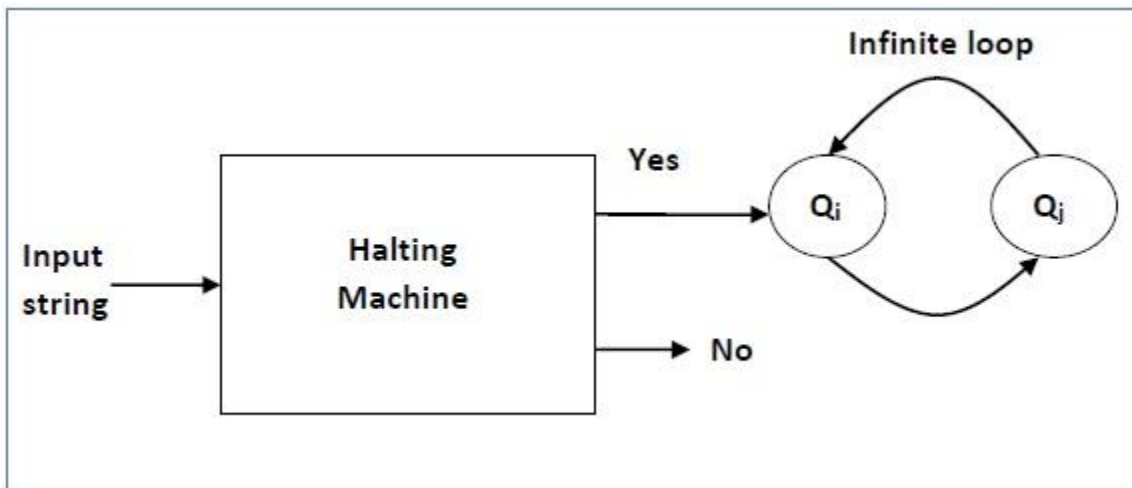 Infinite loop
Yes
Qi
Qj
Input
string
Halting
Machine
No